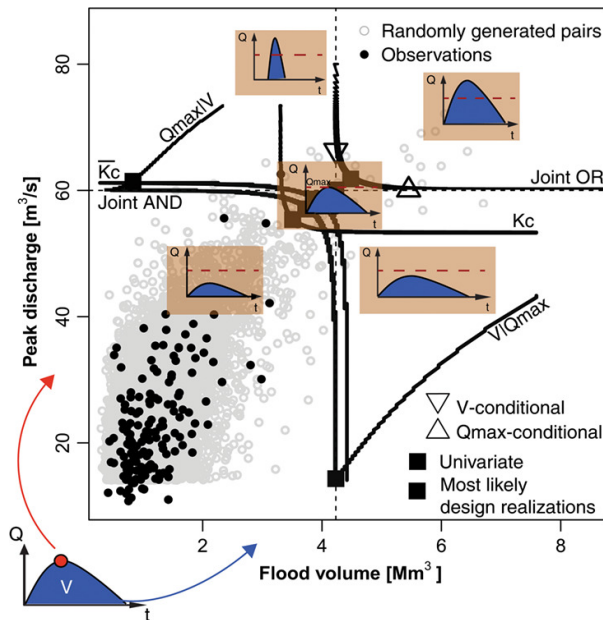 Q
t
Randomly generated pairs
Observations
80
Q
t
Qmax|V
Kc
Joint AND
60
Q
Qmax
t
Joint OR
Kc
Q
t
Q
t
Peak discharge [m³/s]
40
V|Qmax
V-conditional
Qmax-conditional
Univariate
Most likely
design realizations
20
2
4
6
8
Flood volume [Mm³]
Q
V
t